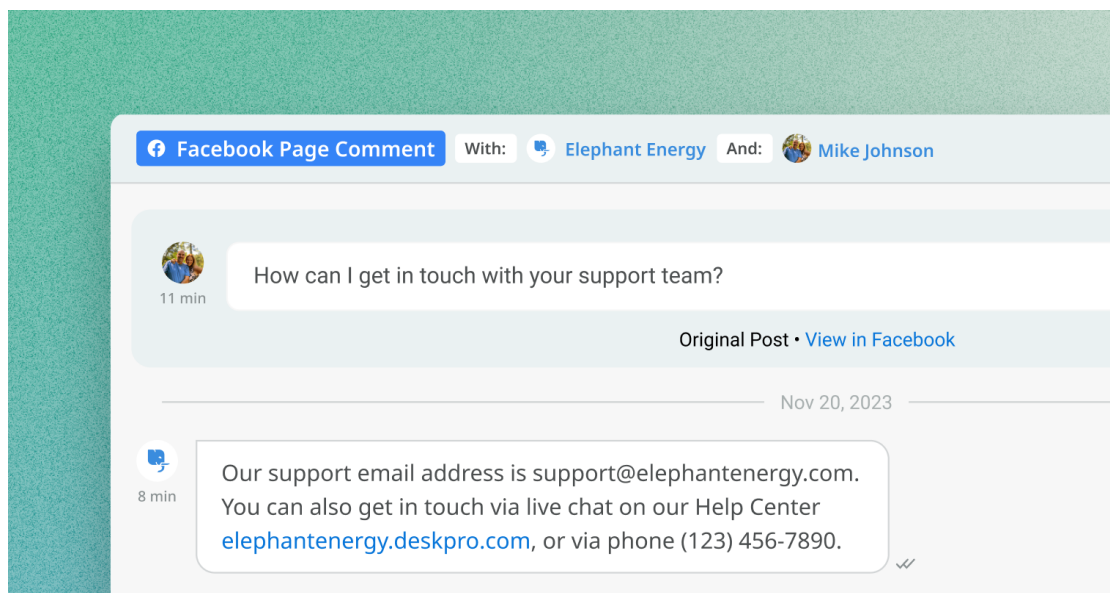 Facebook Page Comment With: Elephant Energy And: Mike Johnson
How can I get in touch with your support team?
11 min
Original Post • View in Facebook
Nov 20, 2023
Our support email address is support@elephantenergy.com.
8 min
You can also get in touch via live chat on our Help Center
elephantenergy.deskpro.com, or via phone (123) 456-7890.